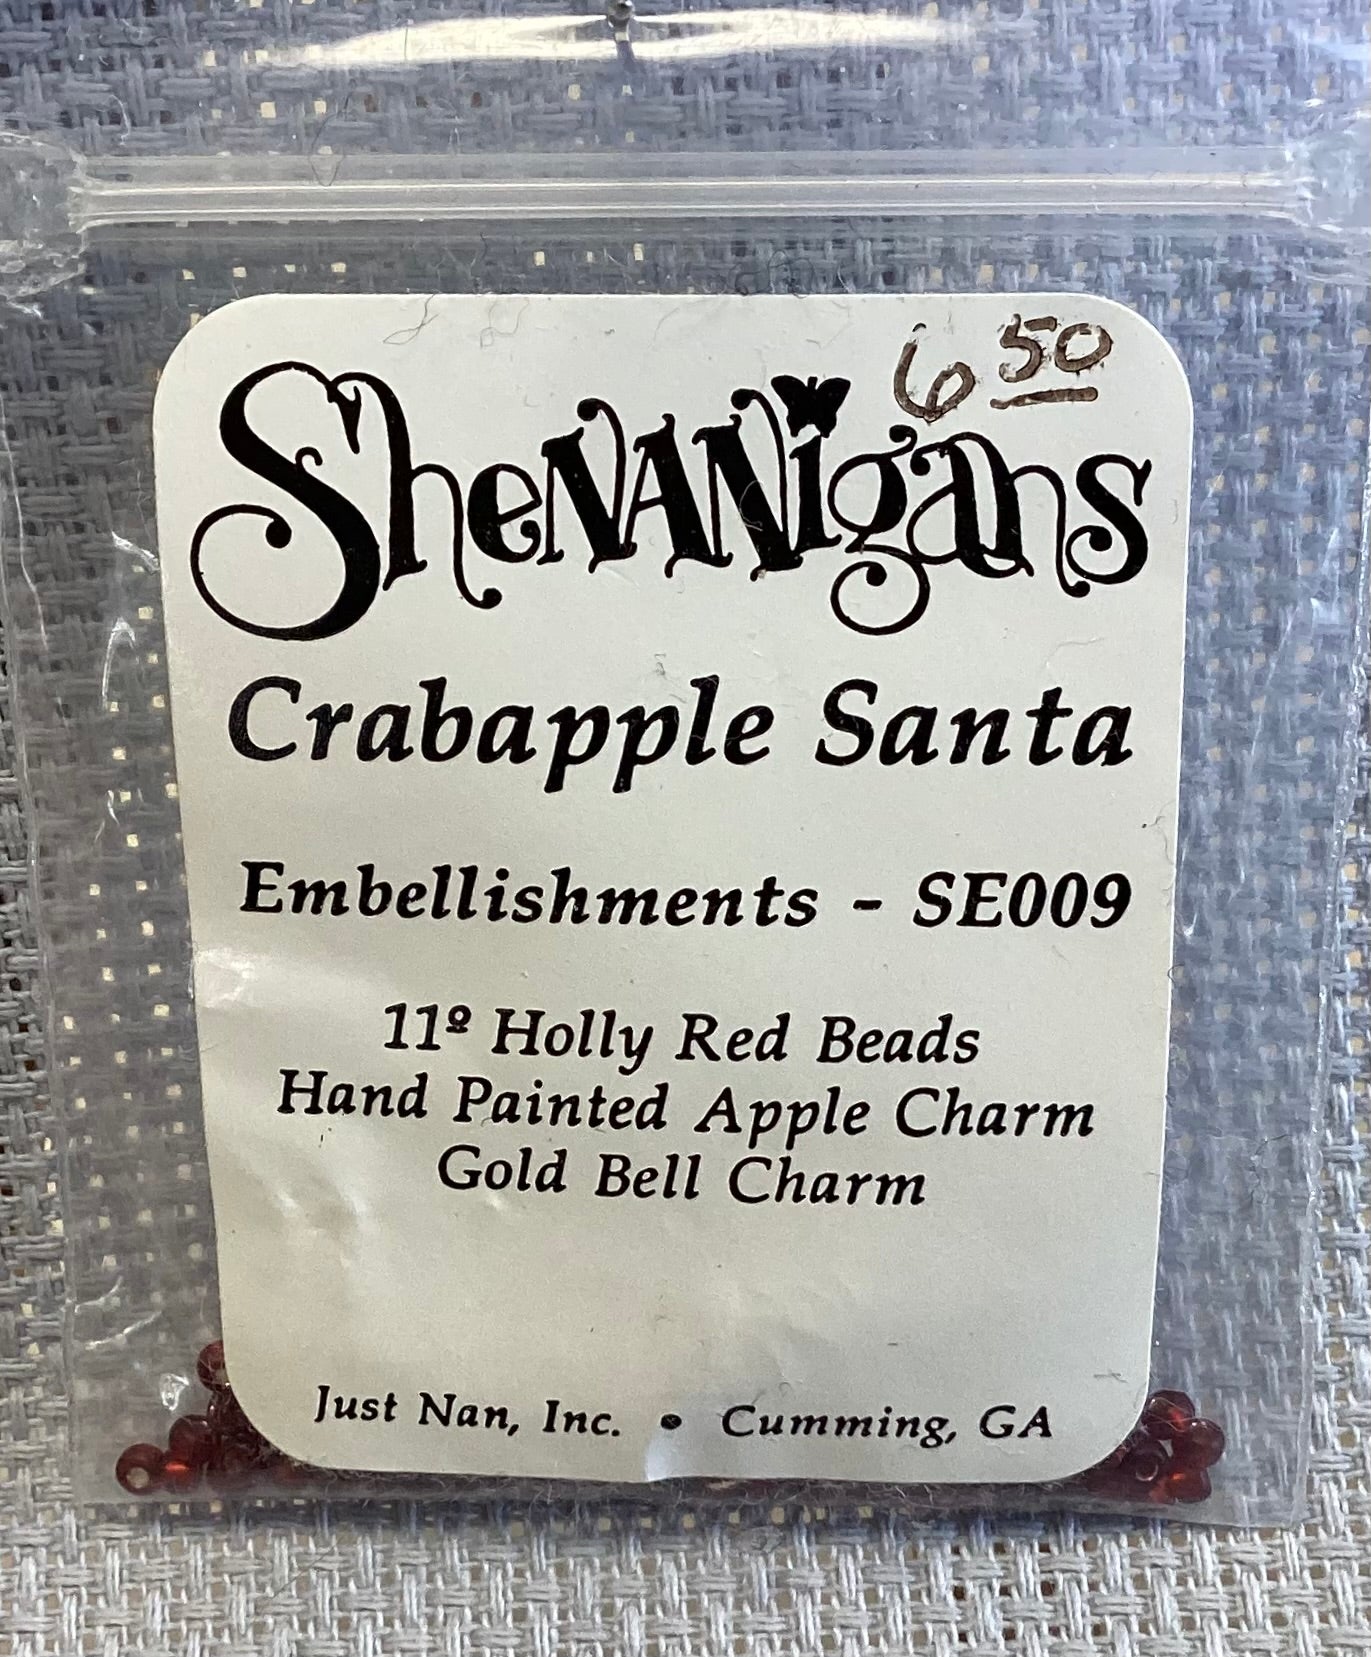 6 50
SheNANigans
Crabapple Santa
Embellishments - SE009
11º Holly Red Beads
Hand Painted Apple Charm
Gold Bell Charm
Just Nan, Inc. • Cumming, GA